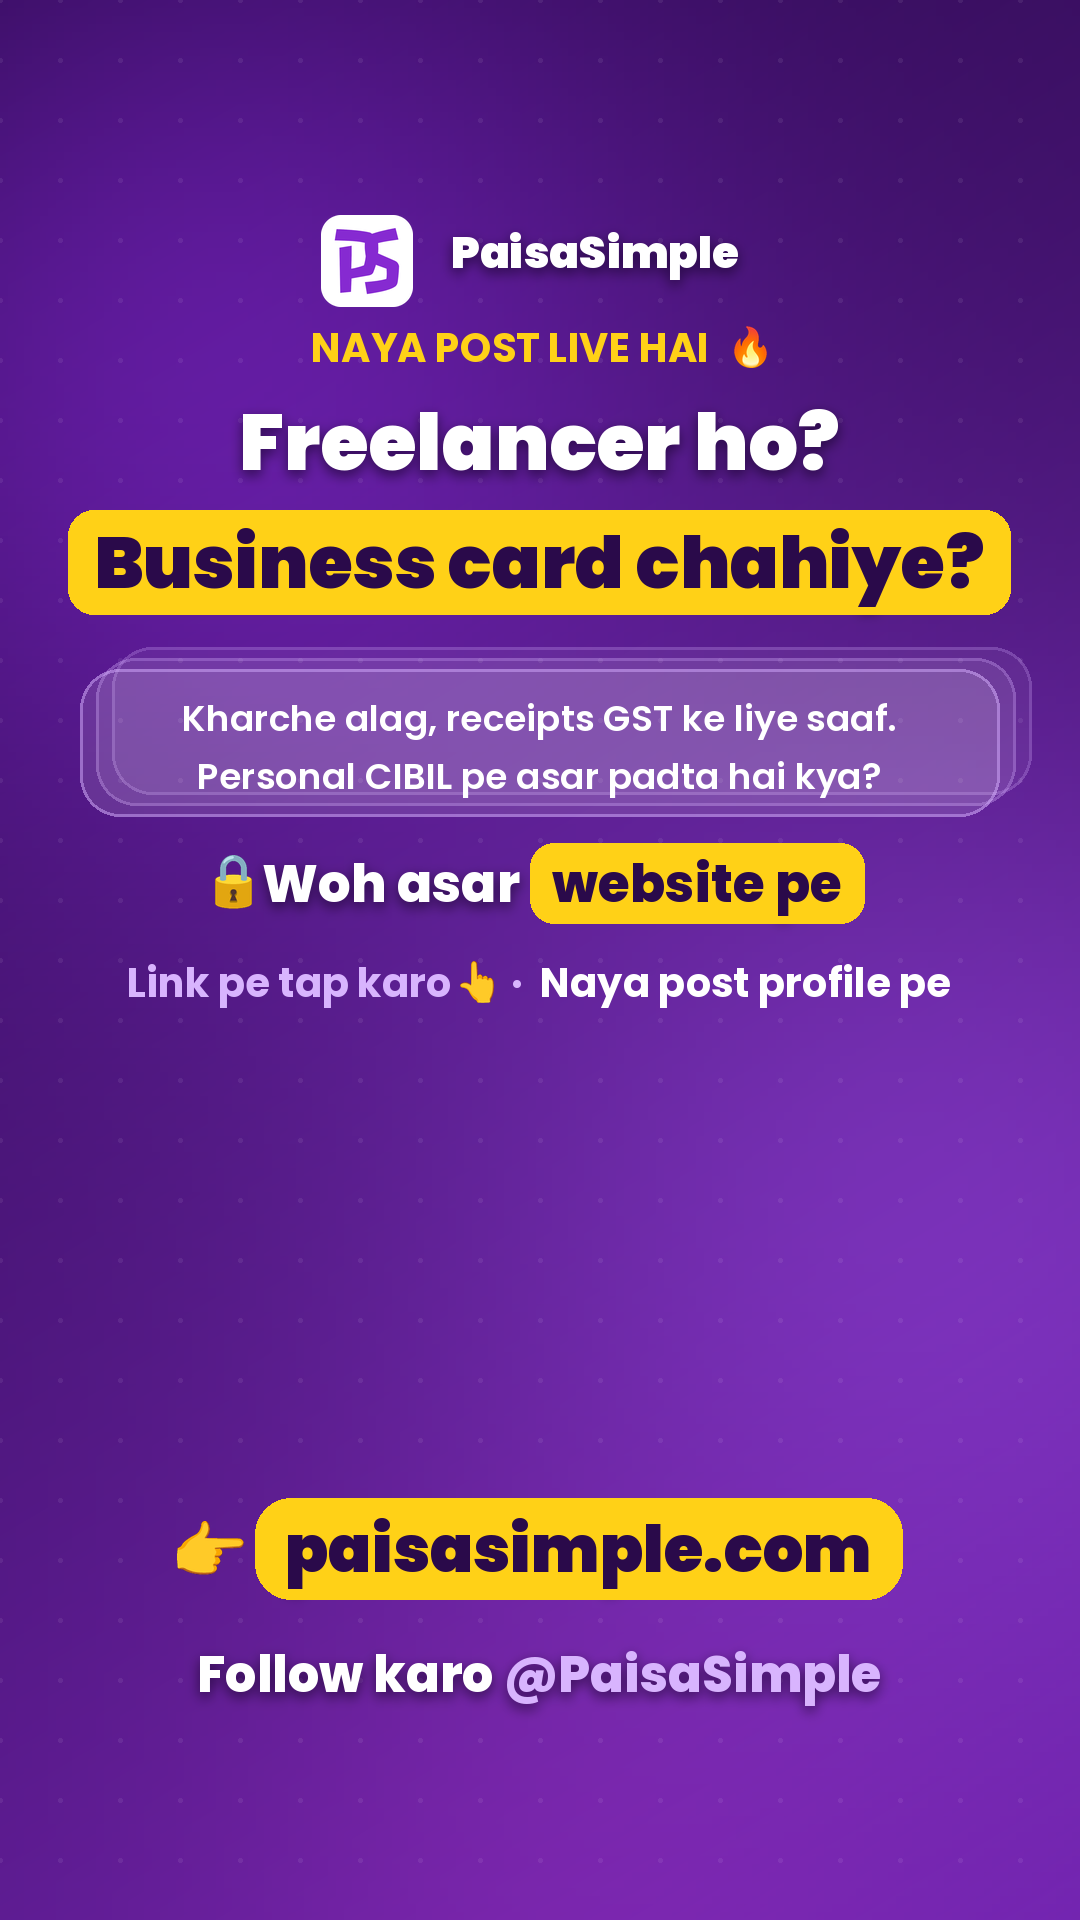 PS PaisaSimple
NAYA POST LIVE HAI 🔥
Freelancer ho?
Business card chahiye?
Kharche alag, receipts GST ke liye saaf.
Personal CIBIL pe asar padta hai kya?
🔒Woh asar website pe
Link pe tap karo👆 · Naya post profile pe
👉 paisasimple.com
Follow karo @PaisaSimple